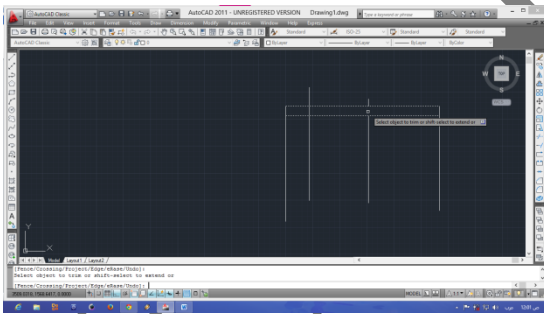 AutoCAD Classic
AutoCAD 2011 - UNREGISTERED VERSION Drawing1.dwg
Type a keyword or phrase
File Edit View Insert Format Tools Draw Dimension Modify Parametric Window Help Express
Standard ISO-25 Standard Standard
AutoCAD Classic
ByLayer ByLayer ByLayer ByColor
N
W TOP E
S
WCS
Select object to trim or shift-select to extend or
Y
X
Model Layout1 Layout2
[Fence/Crossing/Project/Edge/eRase/Undo]:
Select object to trim or shift-select to extend or
[Fence/Crossing/Project/Edge/eRase/Undo]:
MODEL